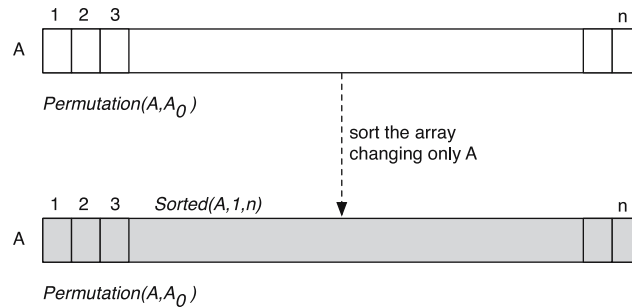 1 2 3 n
A
Permutation(A,A0)
sort the array
changing only A
1 2 3 Sorted(A,1,n) n
A
Permutation(A,A0)